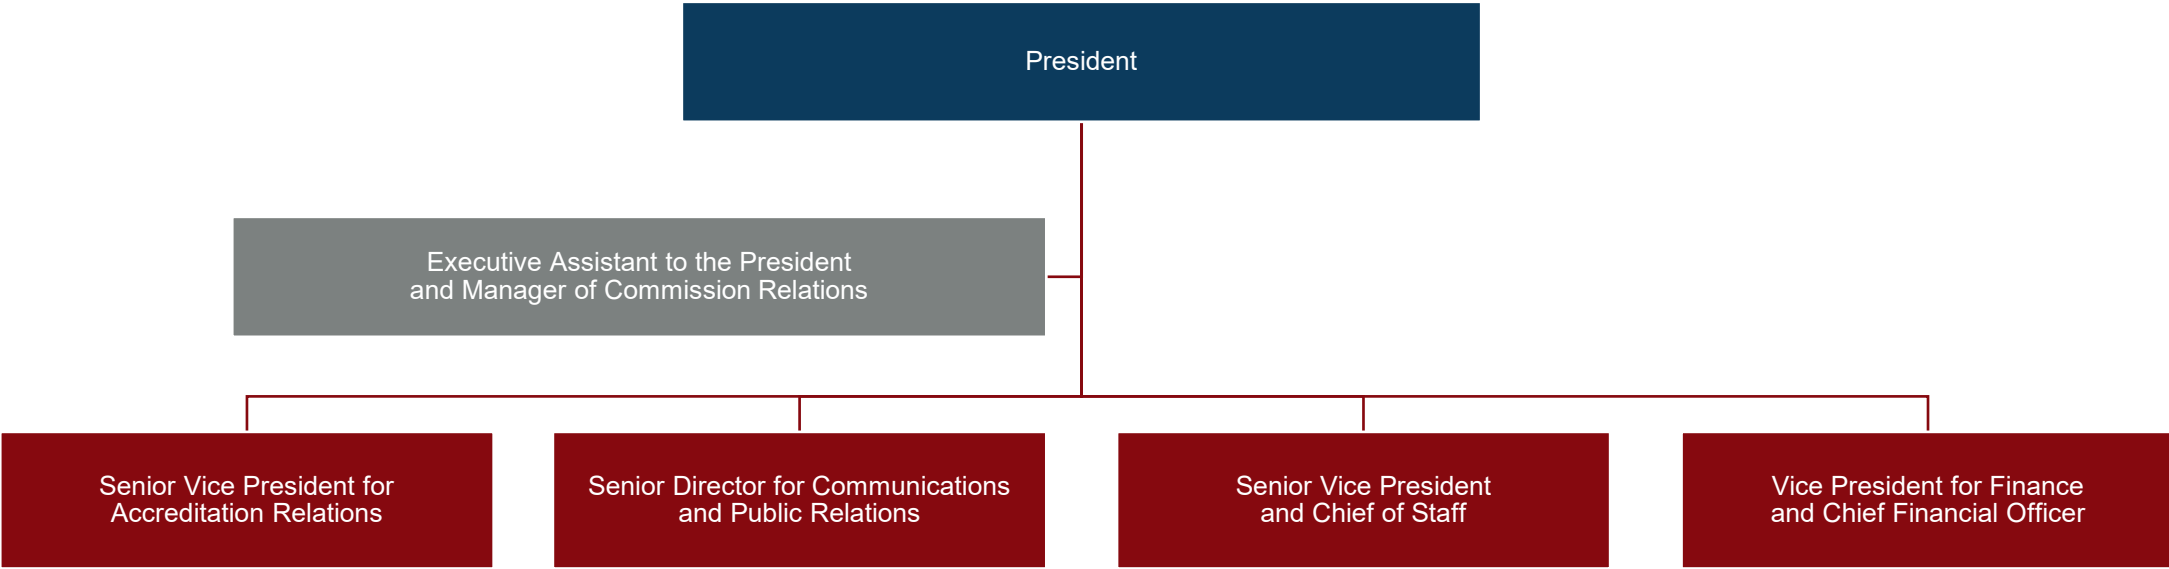 President
Executive Assistant to the President
and Manager of Commission Relations
Senior Vice President for
Accreditation Relations
Senior Director for Communications
and Public Relations
Senior Vice President
and Chief of Staff
Vice President for Finance
and Chief Financial Officer